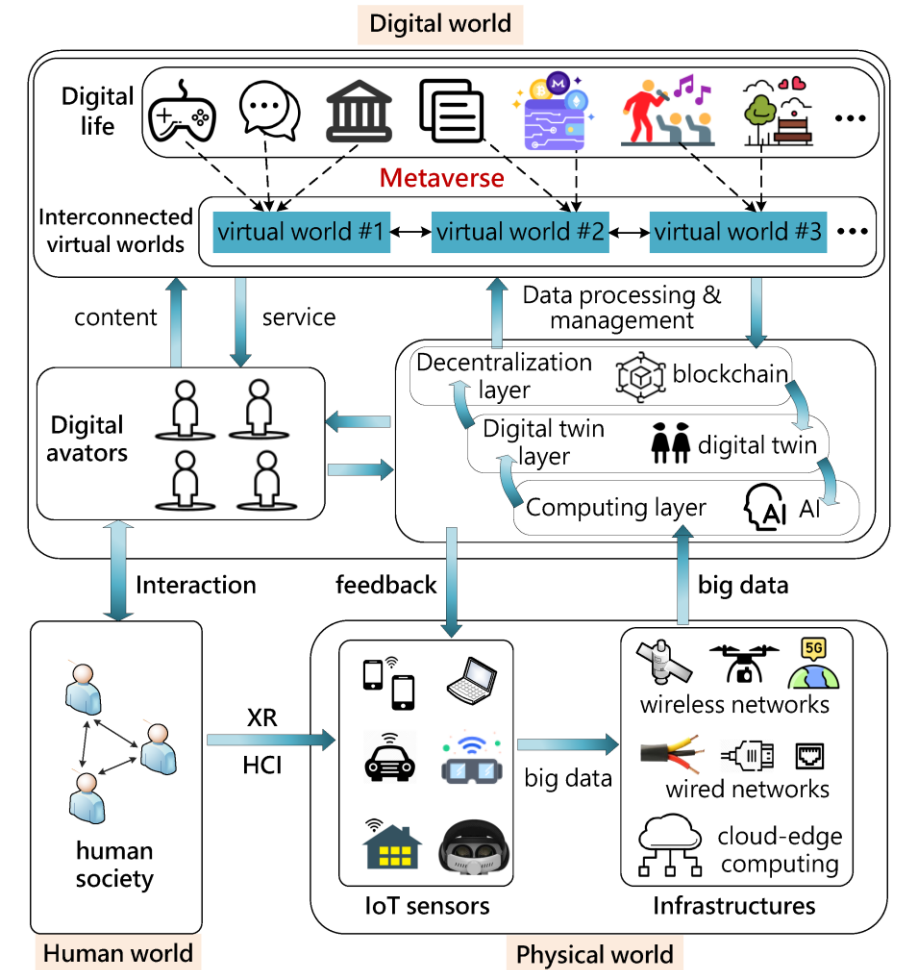 Digital world
Digital
life
Metaverse
Interconnected
virtual worlds
virtual world #1
virtual world #2
virtual world #3
content
service
Data processing &
management
Digital
avators
Decentralization
layer
blockchain
Digital twin
layer
digital twin
Computing layer
AI
AI
Interaction
feedback
big data
human
society
XR
HCI
big data
5G
wireless networks
wired networks
cloud-edge
computing
IoT sensors
Infrastructures
Human world
Physical world